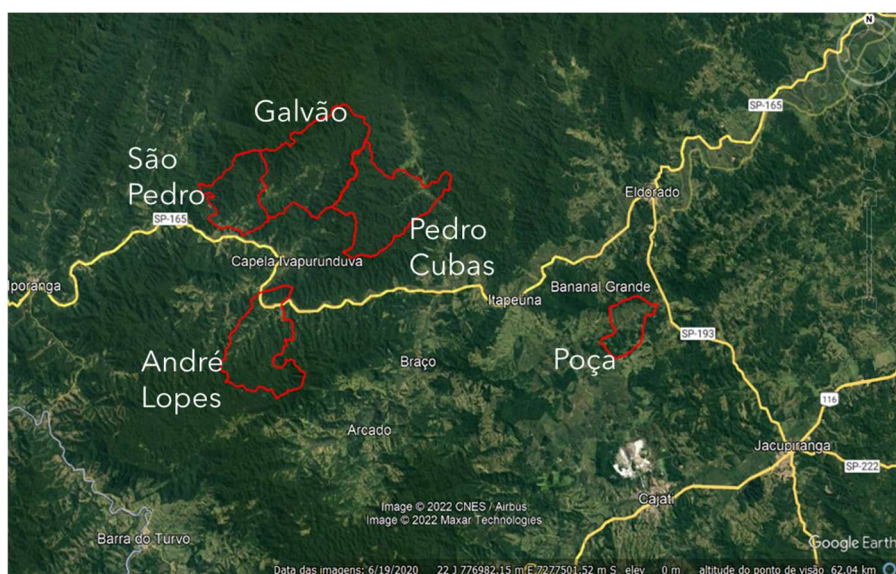 N
SP-165
Galvão
São
Pedro
SP-165
Eldorado
Pedro
Cubas
Capela Ivapurunduva
Iporanga
Bananal Grande
Itapeuna
SP-193
André
Lopes
Braço
Poça
116
Arcado
Jacupiranga
SP-222
Cajati
Image © 2022 CNES / Airbus
Image © 2022 Maxar Technologies
Barra do Turvo
Google Earth
Data das imagens: 6/19/2020 22 J 776982.15 m E 7277501.52 m S elev 0 m altitude do ponto de visão 62.04 km